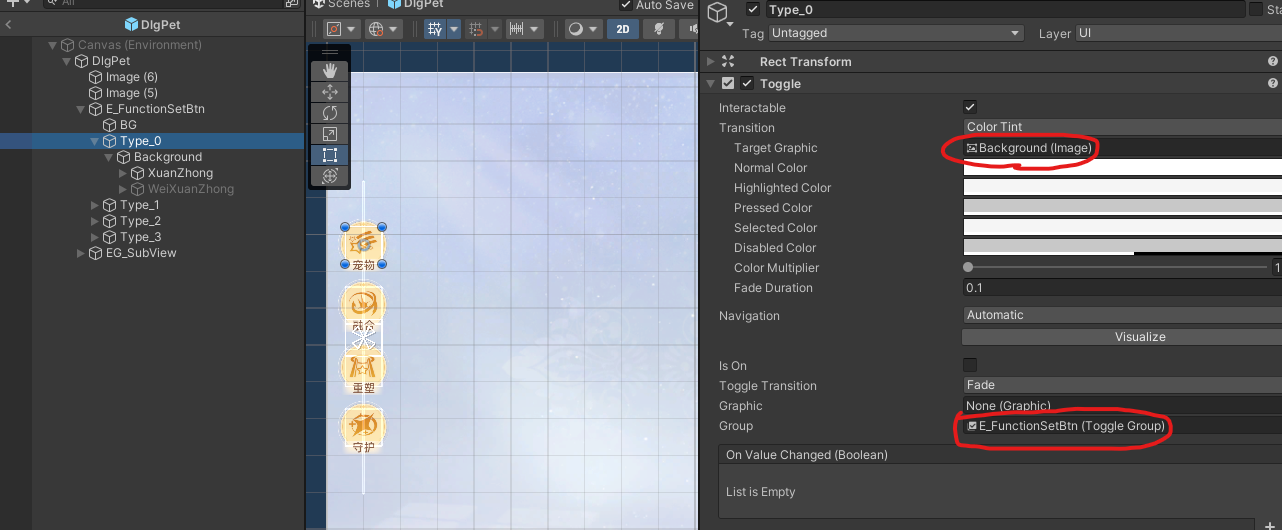 All
Scenes
DlgPet
Auto Save
DlgPet
2D
Canvas (Environment)
DlgPet
Image (6)
Image (5)
E_FunctionSetBtn
BG
Type_0
Background
XuanZhong
WeiXuanZhong
Type_1
Type_2
Type_3
EG_SubView
宠物
融合
重塑
守护
Type_0
Sta
Tag
Untagged
Layer
UI
Rect Transform
Toggle
Interactable
Transition
Color Tint
Target Graphic
Background (Image)
Normal Color
Highlighted Color
Pressed Color
Selected Color
Disabled Color
Color Multiplier
1
Fade Duration
0.1
Navigation
Automatic
Visualize
Is On
Toggle Transition
Fade
Graphic
None (Graphic)
Group
E_FunctionSetBtn (Toggle Group)
On Value Changed (Boolean)
List is Empty